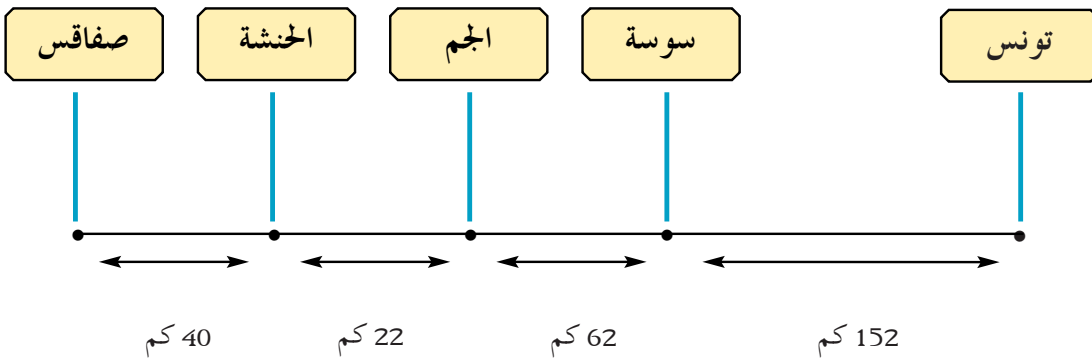 تونس
سوسة
الجم
الحنشة
صفاقس
152 كم
62 كم
22 كم
40 كم